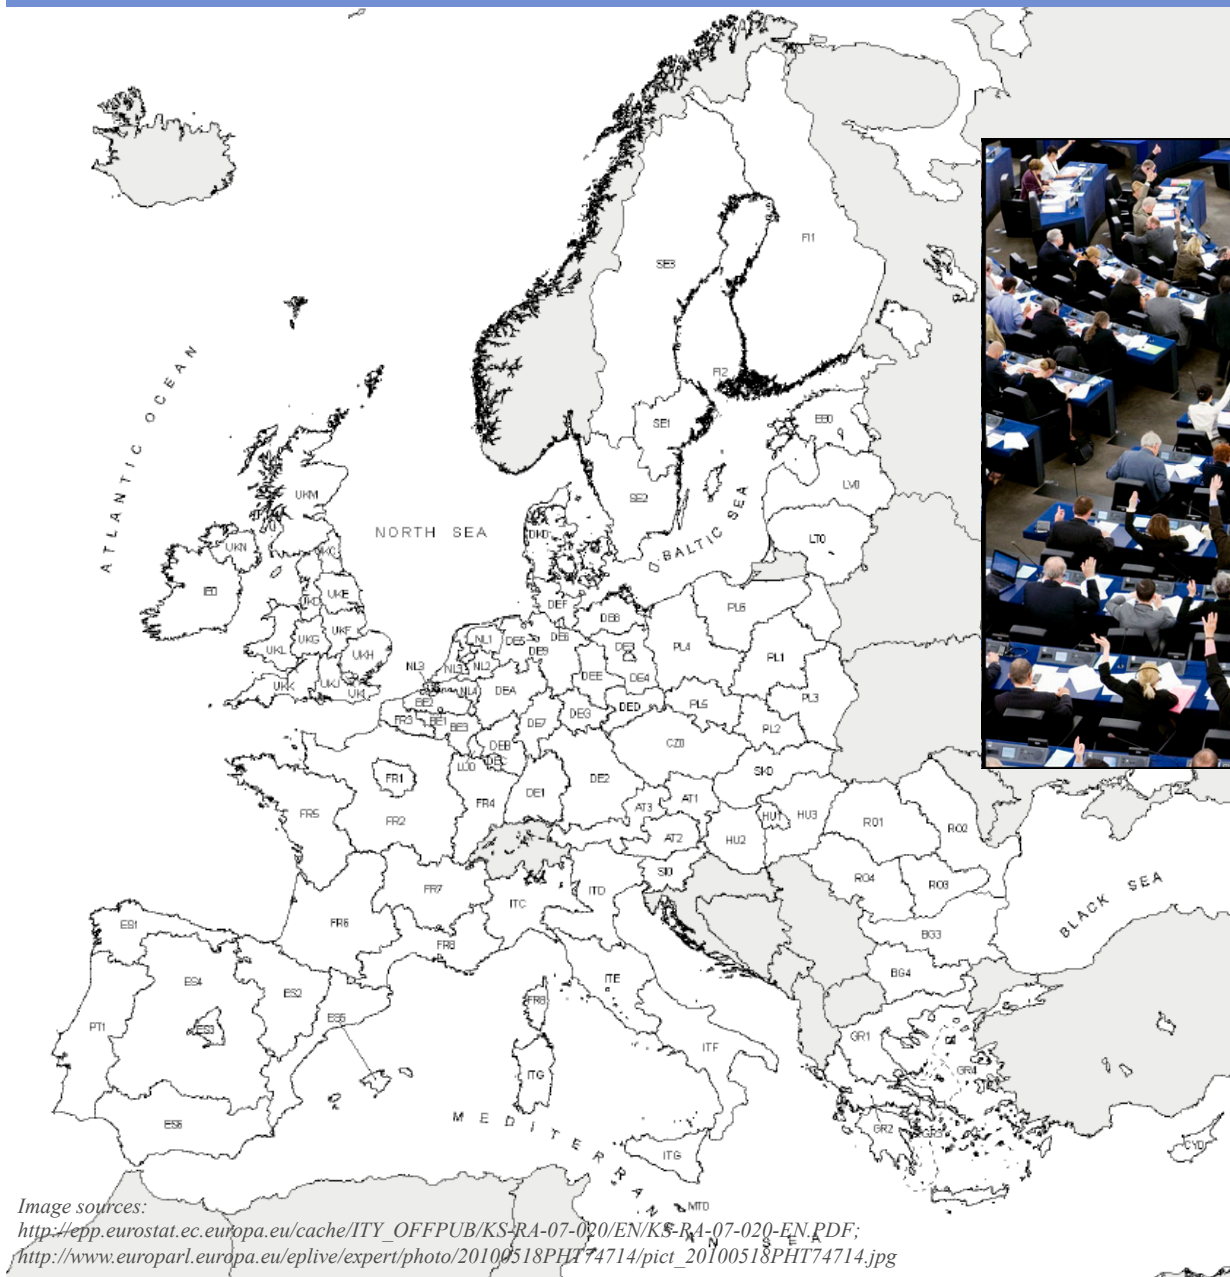 FI1
SE3
FI2
ATLANTIC OCEAN
SE1
EE0
UKM
SE2
LV0
NORTH SEA
BALTIC SEA
UKN
UKC
DK0
LT0
IE0
UKD
UKE
DEF
DE8
PL6
UKG
UKF
NL1
DE5
DE6
DE3
PL4
PL1
UKL
UKH
NL3
NL2
DE9
DEE
DE4
UKK
UKJ
UKI
NL4
DEA
PL3
BE2
DEG
DED
PL5
FR3
BE1
BE3
DE7
PL2
DEB
CZ0
LU0
DEC
SK0
FR1
DE1
DE2
FR5
FR4
AT3
AT1
HU1
HU3
RO1
FR2
AT2
HU2
RO2
SI0
RO4
RO3
FR7
ITD
ITC
ES1
FR6
FR8
BG3
BLACK SEA
ES4
ITE
BG4
ES2
ES5
FR8
PT1
ES3
ITF
GR1
ITG
GR4
ES6
MEDITERRANEAN SEA
GR2
GR3
ITG
CY0
MT0
Image sources:
http://epp.eurostat.ec.europa.eu/cache/ITY_OFFPUB/KS-RA-07-020/EN/KS-RA-07-020-EN.PDF;
http://www.europarl.europa.eu/eplive/expert/photo/20100518PHT74714/pict_20100518PHT74714.jpg